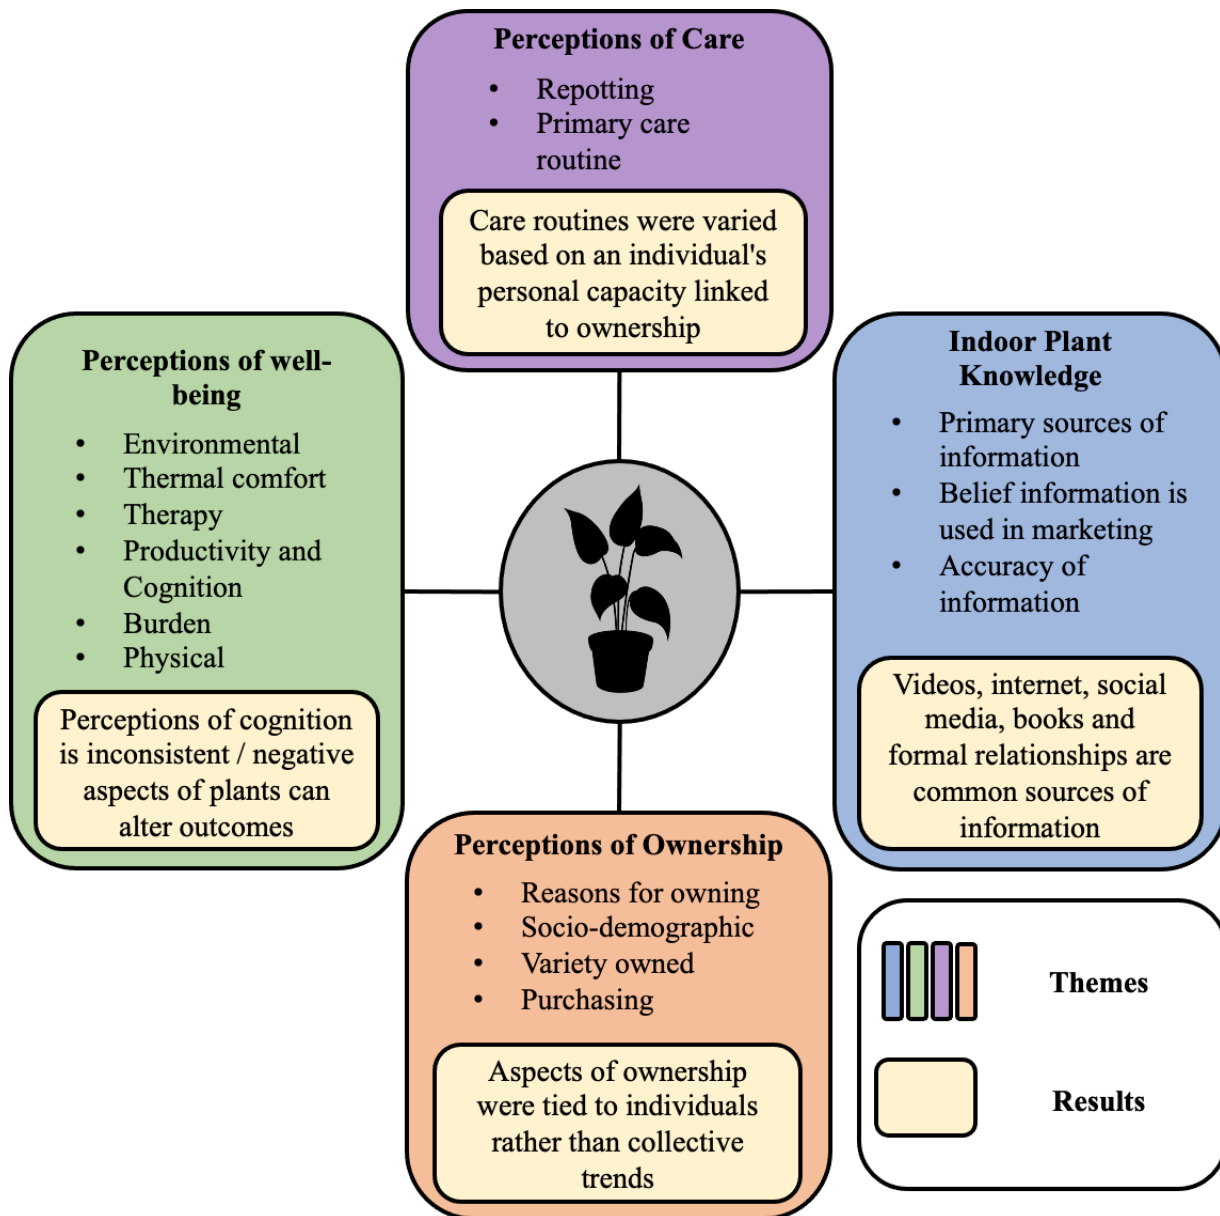 Perceptions of Care
• Repotting
• Primary care
routine
Care routines were varied
based on an individual's
personal capacity linked
to ownership
Perceptions of well-
being
• Environmental
• Thermal comfort
• Therapy
• Productivity and
Cognition
• Burden
• Physical
Perceptions of cognition
is inconsistent / negative
aspects of plants can
alter outcomes
Indoor Plant
Knowledge
• Primary sources of
information
• Belief information is
used in marketing
• Accuracy of
information
Videos, internet, social
media, books and
formal relationships are
common sources of
information
Perceptions of Ownership
• Reasons for owning
• Socio-demographic
• Variety owned
• Purchasing
Aspects of ownership
were tied to individuals
rather than collective
trends
Themes
Results